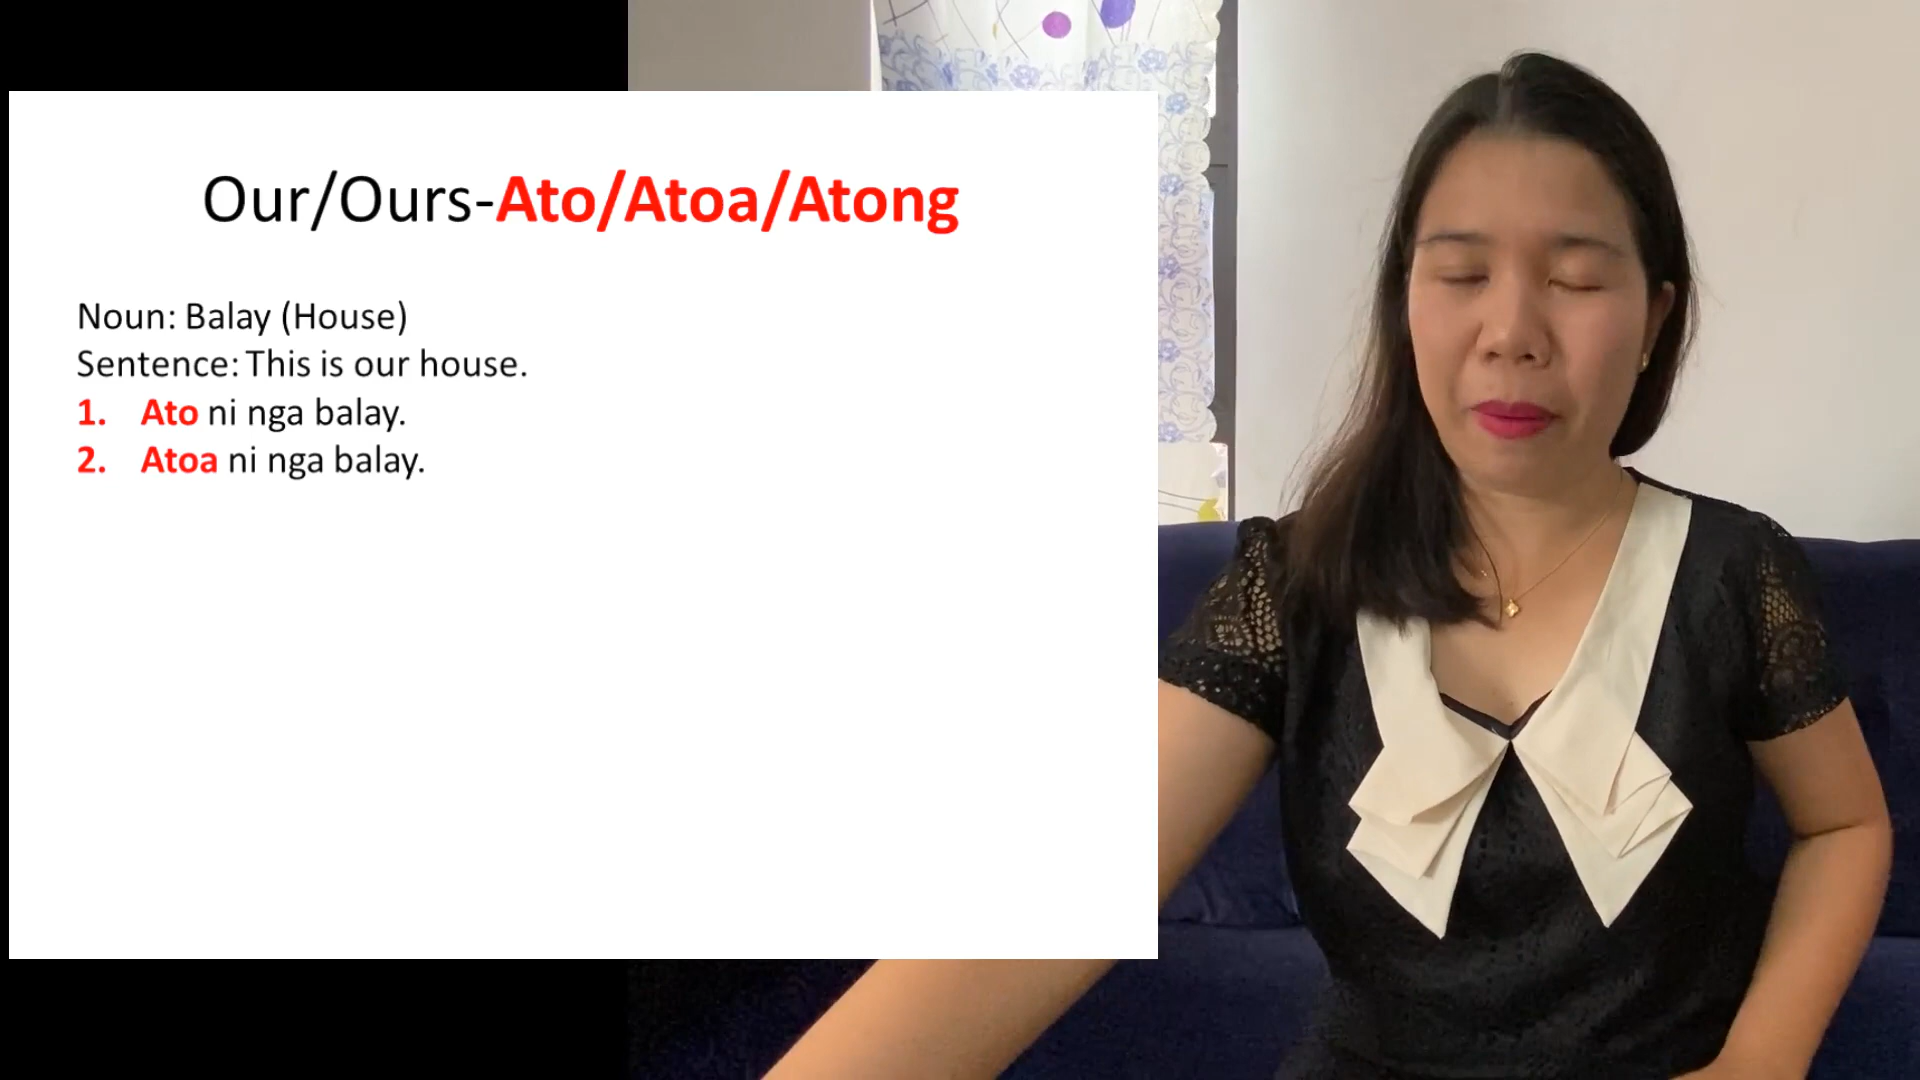 Our/Ours-Ato/Atoa/Atong
Noun: Balay (House)
Sentence: This is our house.
1. Ato ni nga balay.
2. Atoa ni nga balay.